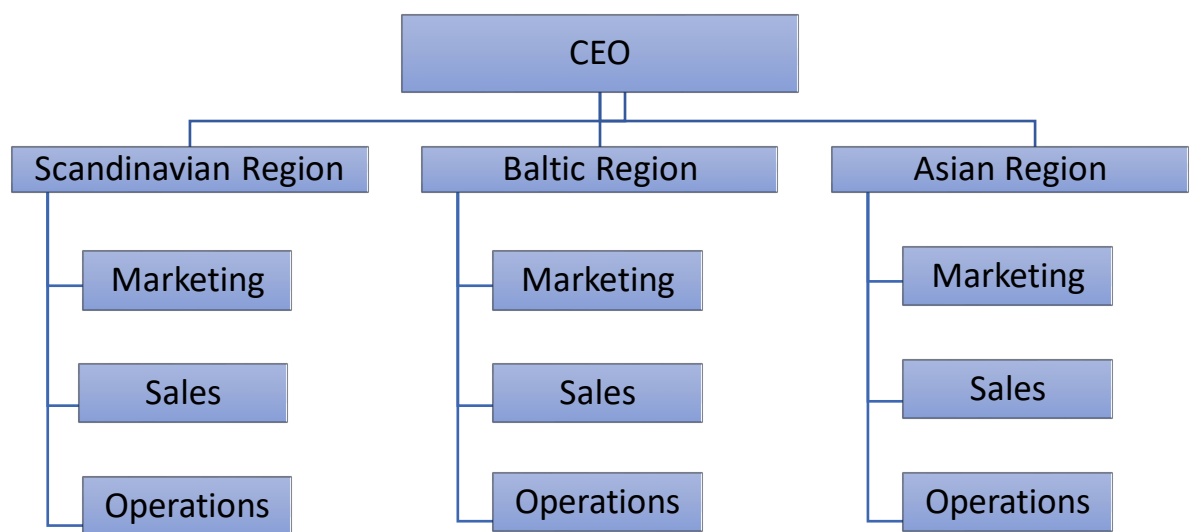 CEO
Scandinavian Region
Baltic Region
Asian Region
Marketing
Marketing
Marketing
Sales
Sales
Sales
Operations
Operations
Operations